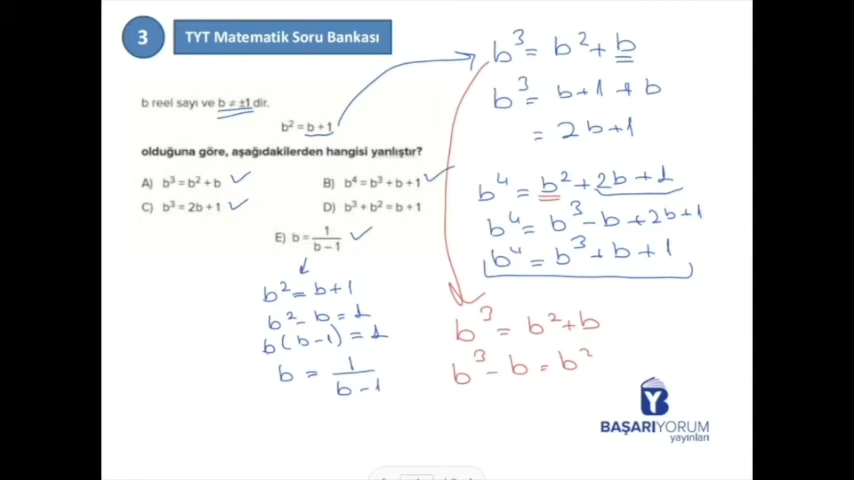 3 TYT Matematik Soru Bankası
b reel sayı ve b ≠ ±1 dir.
b² = b+1
olduğuna göre, aşağıdakilerden hangisi yanlıştır?
A) b³ = b² + b
B) b⁴ = b³ + b + 1
C) b³ = 2b + 1
D) b³ + b² = b + 1
E) b = 1/(b – 1)
b² = b + 1
b² - b = 1
b(b-1) = 1
b = 1/(b-1)
b³ = b² + b
b³ = b+1 + b
= 2b+1
b⁴ = b² + 2b + 1
b⁴ = b³ - b + 2b + 1
b⁴ = b³ + b + 1
b³ = b² + b
b³ - b = b²
BAŞARIYORUM
yayınları